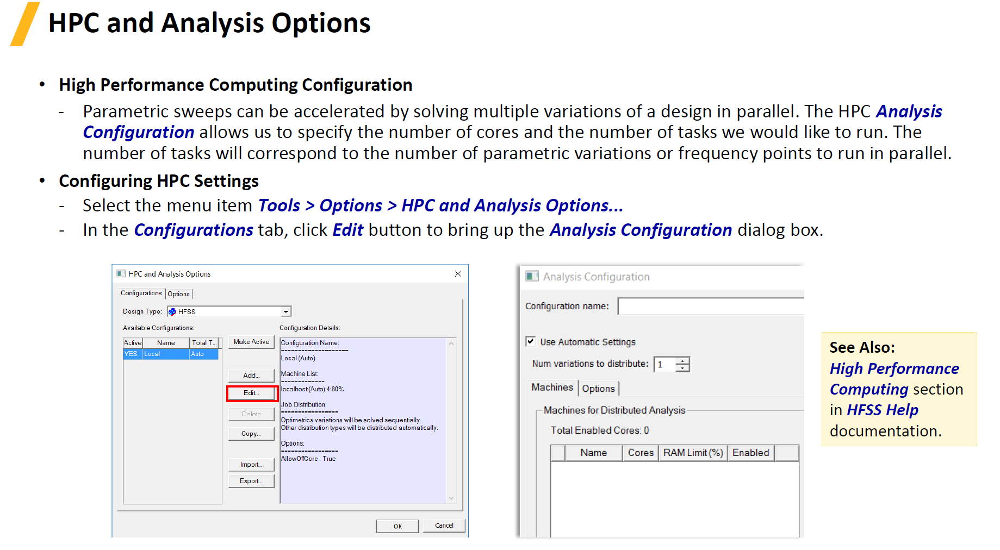 HPC and Analysis Options
• High Performance Computing Configuration
- Parametric sweeps can be accelerated by solving multiple variations of a design in parallel. The HPC Analysis
Configuration allows us to specify the number of cores and the number of tasks we would like to run. The
number of tasks will correspond to the number of parametric variations or frequency points to run in parallel.
• Configuring HPC Settings
- Select the menu item Tools > Options > HPC and Analysis Options...
- In the Configurations tab, click Edit button to bring up the Analysis Configuration dialog box.
HPC and Analysis Options
Configurations Options
Design Type: HFSS
Available Configurations:
Active Name Total T...
YES Local Auto
Make Active
Add...
Edit...
Delete
Copy...
Import...
Export...
Configuration Details:
Configuration Name:
--------------------
Local (Auto)
Machine List:
-------------
localhost (Auto):4:80%
Job Distribution:
=================
Optimetrics variations will be solved sequentially.
Other distribution types will be distributed automatically.
Options:
=================
AllowOffCore : True
OK Cancel
Analysis Configuration
Configuration name:
Use Automatic Settings
Num variations to distribute: 1
Machines Options
Machines for Distributed Analysis
Total Enabled Cores: 0
Name Cores RAM Limit (%) Enabled
See Also:
High Performance
Computing section
in HFSS Help
documentation.